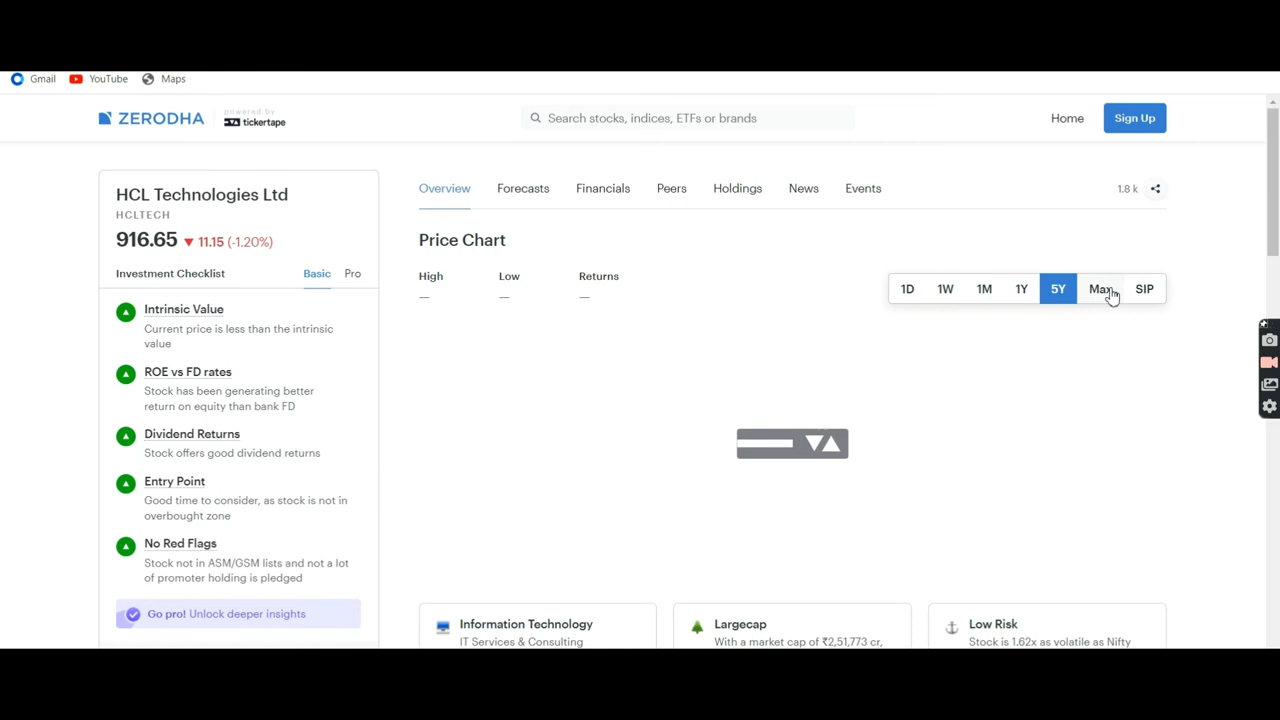 Gmail YouTube Maps
ZERODHA powered by tickertape
Search stocks, indices, ETFs or brands
Home Sign Up
HCL Technologies Ltd
HCLTECH
916.65 ▼ 11.15 (-1.20%)
Investment Checklist Basic Pro
Intrinsic Value
Current price is less than the intrinsic
value
ROE vs FD rates
Stock has been generating better
return on equity than bank FD
Dividend Returns
Stock offers good dividend returns
Entry Point
Good time to consider, as stock is not in
overbought zone
No Red Flags
Stock not in ASM/GSM lists and not a lot
of promoter holding is pledged
Go pro! Unlock deeper insights
Overview Forecasts Financials Peers Holdings News Events 1.8 k
Price Chart
High Low Returns
— — —
1D 1W 1M 1Y 5Y Max SIP
Information Technology
IT Services & Consulting
Largecap
With a market cap of ₹2,51,773 cr,
Low Risk
Stock is 1.62x as volatile as Nifty